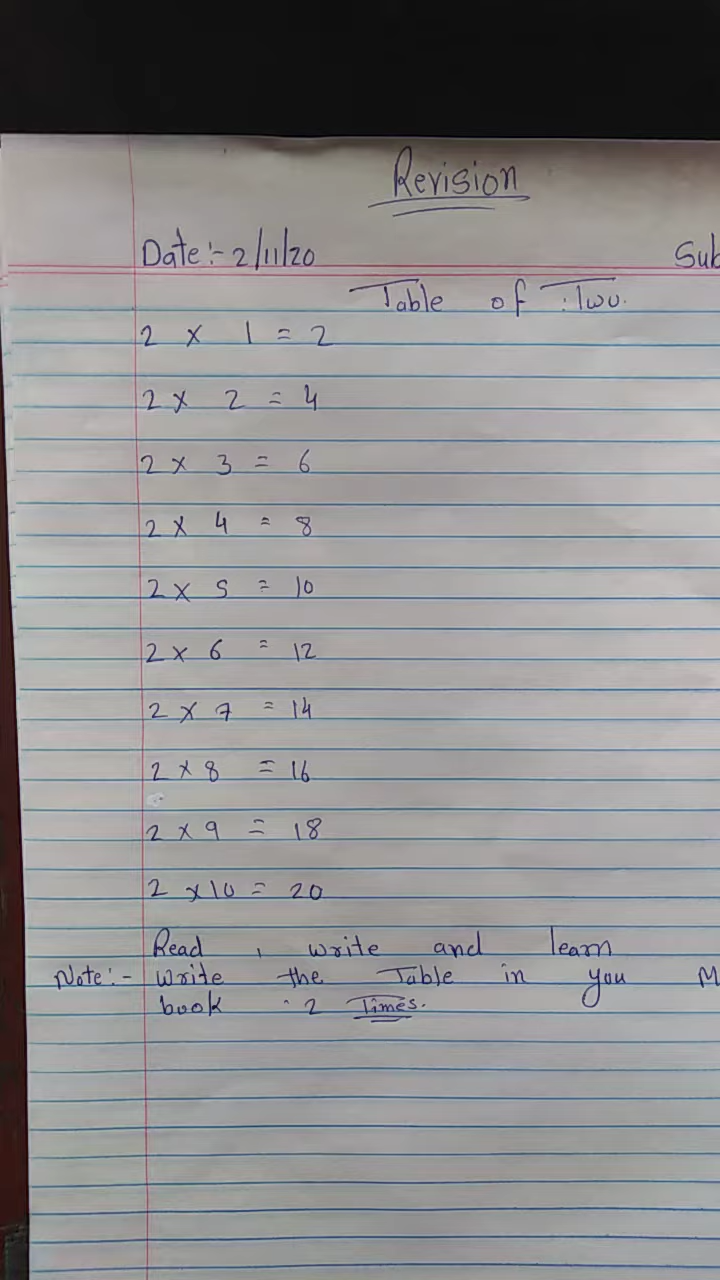 Revision
Date:- 2/11/20 Sub
Table of Two.
2 × 1 = 2
2 × 2 = 4
2 × 3 = 6
2 × 4 = 8
2 × 5 = 10
2 × 6 = 12
2 × 7 = 14
2 × 8 = 16
2 × 9 = 18
2 × 10 = 20
Read , write and learn
Note:- Write the Table in you M
book 2 Times.